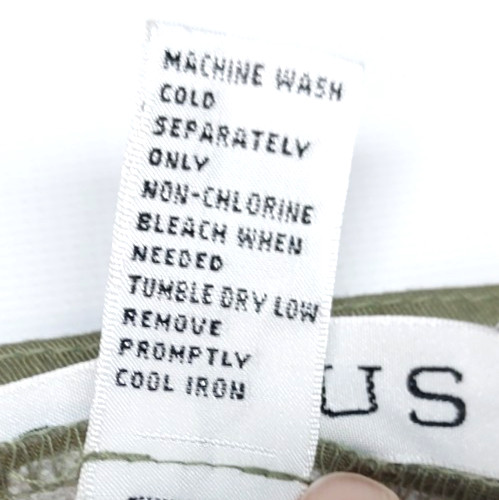 MACHINE WASH
COLD
SEPARATELY
ONLY
NON-CHLORINE
BLEACH WHEN
NEEDED
TUMBLE DRY LOW
REMOVE
PROMPTLY
COOL IRON
US